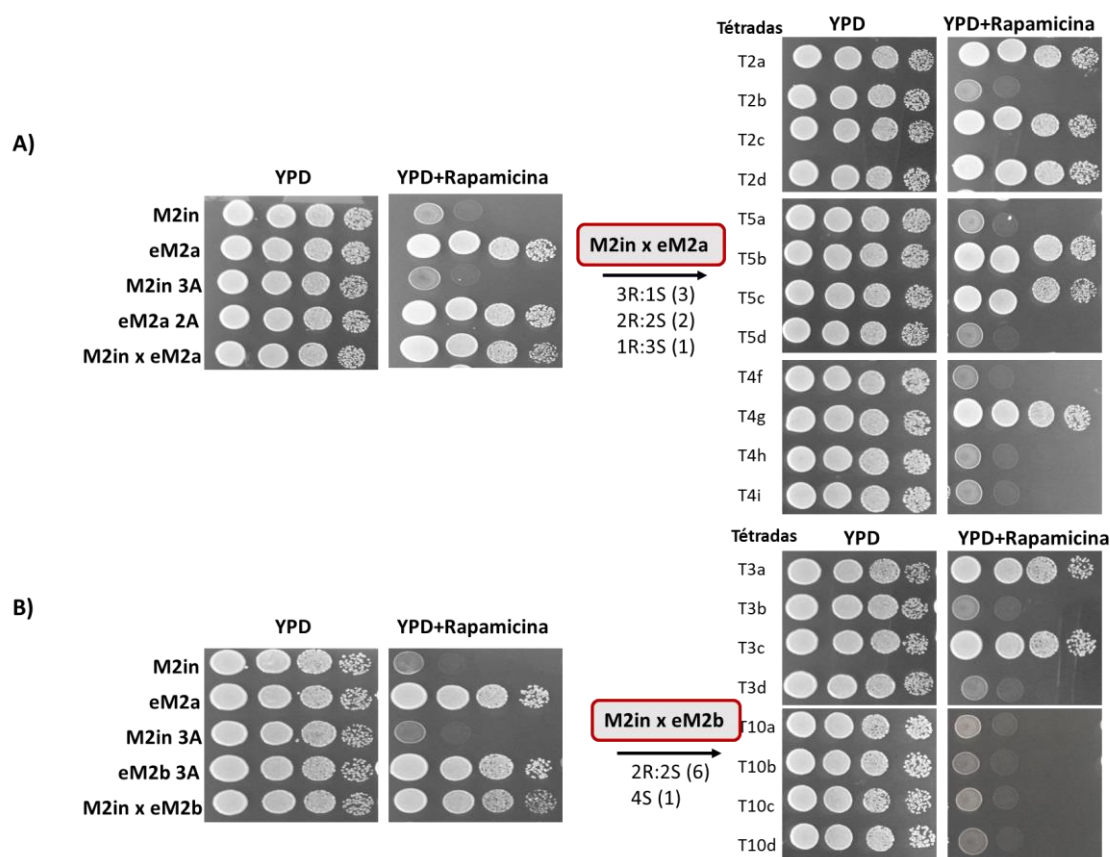 A)
YPD YPD+Rapamicina
M2in
eM2a
M2in 3A
eM2a 2A
M2in x eM2a
M2in x eM2a
3R:1S (3)
2R:2S (2)
1R:3S (1)
Tétradas YPD YPD+Rapamicina
T2a
T2b
T2c
T2d
T5a
T5b
T5c
T5d
T4f
T4g
T4h
T4i
B)
YPD YPD+Rapamicina
M2in
eM2a
M2in 3A
eM2b 3A
M2in x eM2b
M2in x eM2b
2R:2S (6)
4S (1)
Tétradas YPD YPD+Rapamicina
T3a
T3b
T3c
T3d
T10a
T10b
T10c
T10d